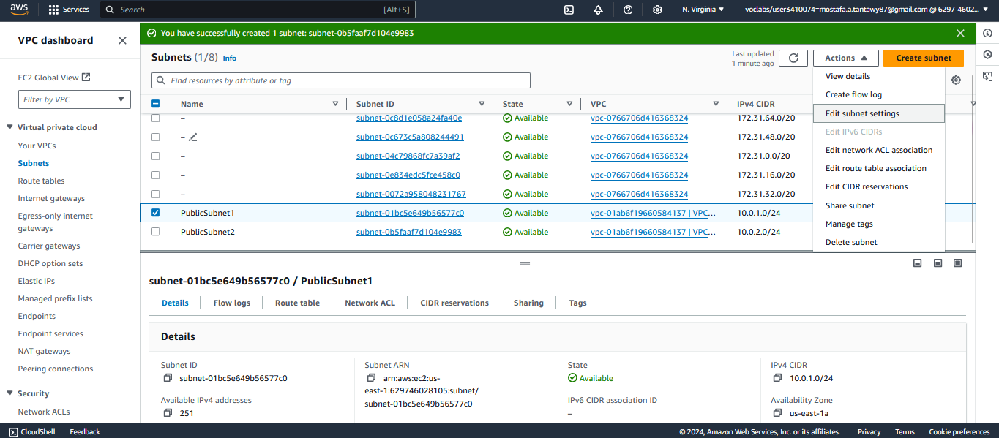 aws
Services
Search
[Alt+S]
N. Virginia
voclabs/user3410074=mostafa.a.tantawy87@gmail.com @ 6297-4602...
VPC dashboard
EC2 Global View
Filter by VPC
Virtual private cloud
Your VPCs
Subnets
Route tables
Internet gateways
Egress-only internet
gateways
Carrier gateways
DHCP option sets
Elastic IPs
Managed prefix lists
Endpoints
Endpoint services
NAT gateways
Peering connections
Security
Network ACLs
You have successfully created 1 subnet: subnet-0b5faaf7d104e9983
Subnets (1/8) Info
Last updated
1 minute ago
Actions
Create subnet
Find resources by attribute or tag
Name Subnet ID State VPC IPv4 CIDR
– subnet-0c8d1e058a24fa40e Available vpc-0766706d416368324 172.31.64.0/20
– subnet-0c673c5a808244491 Available vpc-0766706d416368324 172.31.48.0/20
– subnet-04c79868fc7a39af2 Available vpc-0766706d416368324 172.31.0.0/20
– subnet-0e834edc5fce458c0 Available vpc-0766706d416368324 172.31.16.0/20
– subnet-0072a958048231767 Available vpc-0766706d416368324 172.31.32.0/20
PublicSubnet1 subnet-01bc5e649b56577c0 Available vpc-01ab6f19660584137 | VPC... 10.0.1.0/24
PublicSubnet2 subnet-0b5faaf7d104e9983 Available vpc-01ab6f19660584137 | VPC... 10.0.2.0/24
View details
Create flow log
Edit subnet settings
Edit IPv6 CIDRs
Edit network ACL association
Edit route table association
Edit CIDR reservations
Share subnet
Manage tags
Delete subnet
subnet-01bc5e649b56577c0 / PublicSubnet1
Details Flow logs Route table Network ACL CIDR reservations Sharing Tags
Details
Subnet ID
subnet-01bc5e649b56577c0
Available IPv4 addresses
251
Subnet ARN
arn:aws:ec2:us-
east-1:629746028105:subnet/
subnet-01bc5e649b56577c0
State
Available
IPv6 CIDR association ID
–
IPv4 CIDR
10.0.1.0/24
Availability Zone
us-east-1a
CloudShell
Feedback
© 2024, Amazon Web Services, Inc. or its affiliates.
Privacy
Terms
Cookie preferences